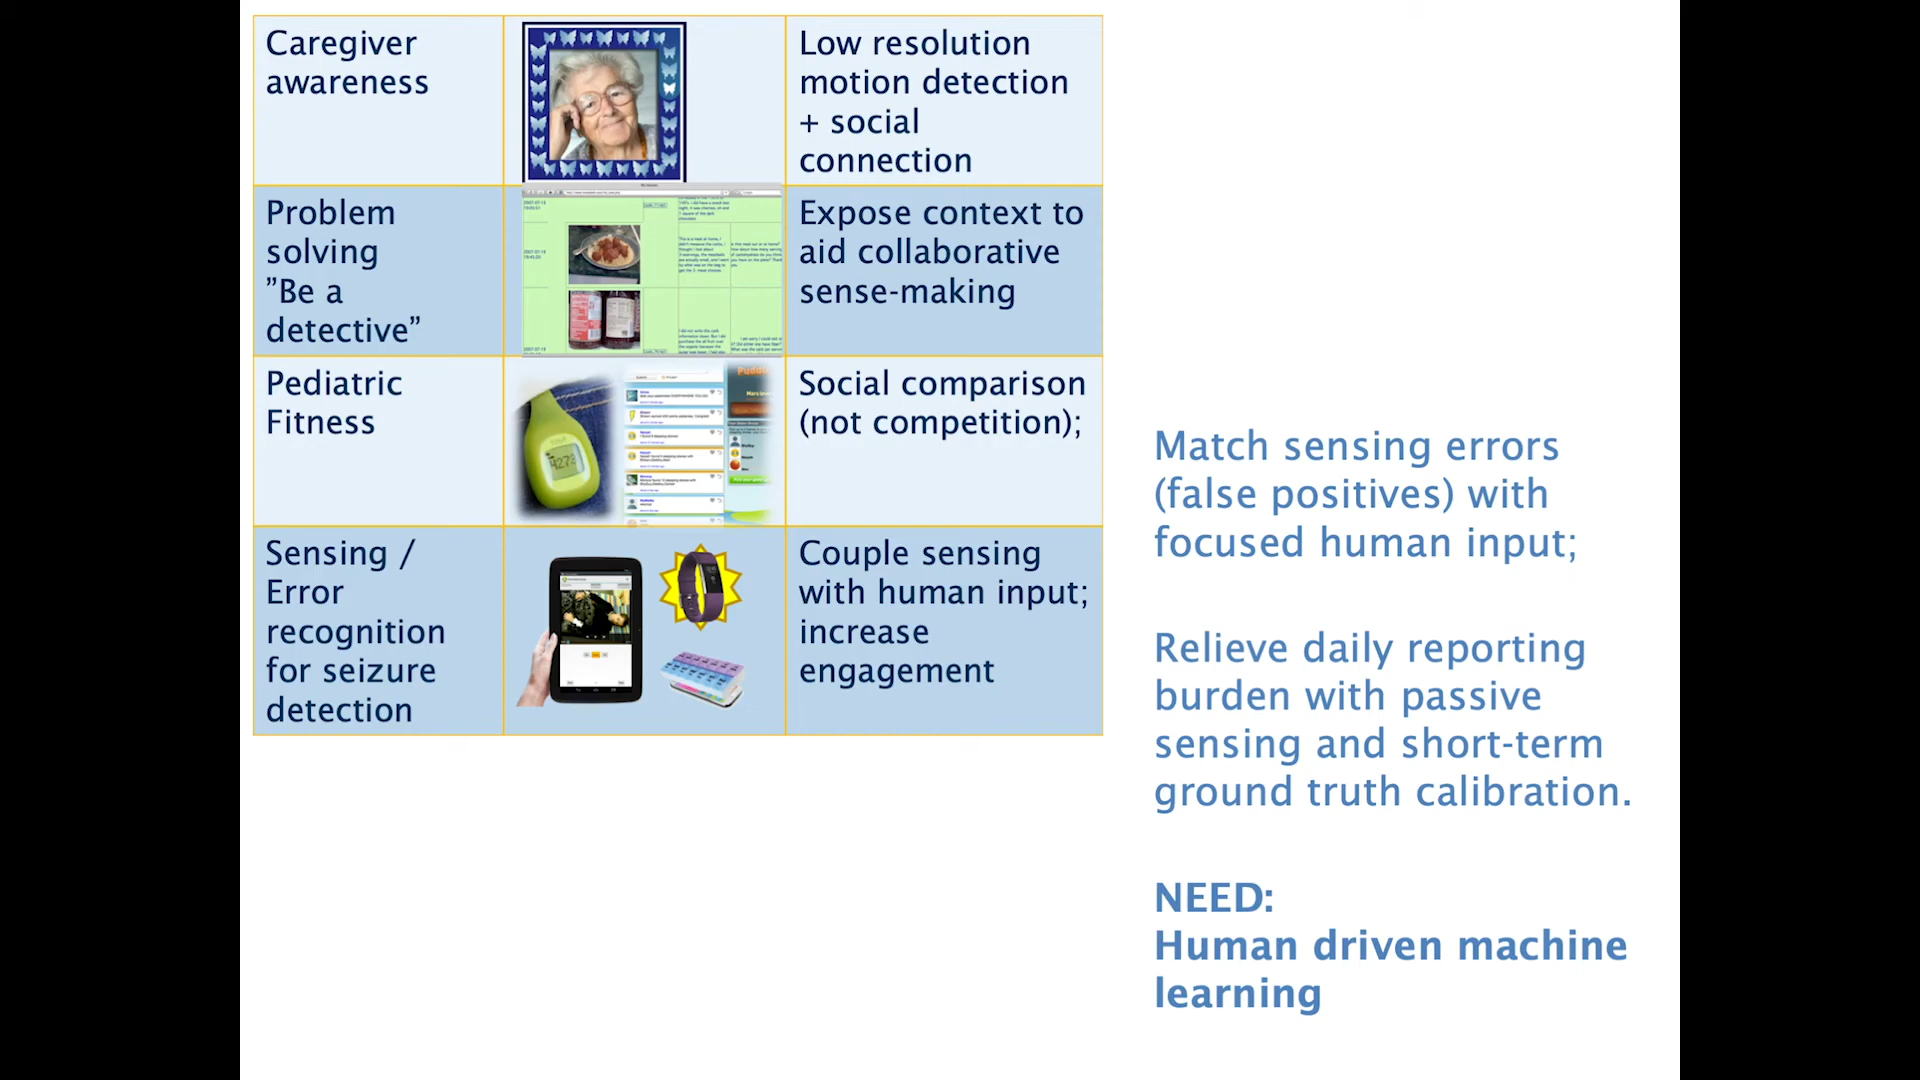 Caregiver
awareness
Low resolution
motion detection
+ social
connection
Problem
solving
”Be a
detective”
Expose context to
aid collaborative
sense-making
Pediatric
Fitness
Social comparison
(not competition);
Sensing /
Error
recognition
for seizure
detection
Couple sensing
with human input;
increase
engagement
Match sensing errors
(false positives) with
focused human input;
Relieve daily reporting
burden with passive
sensing and short-term
ground truth calibration.
NEED:
Human driven machine
learning